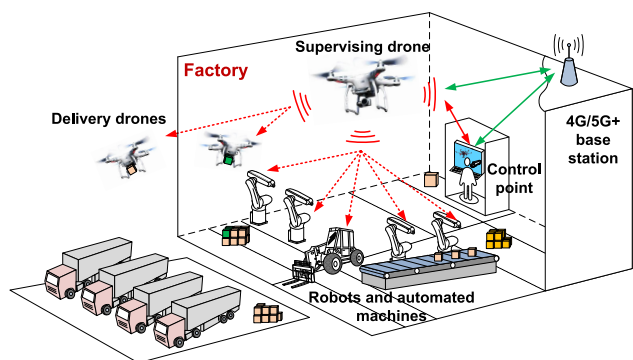 Supervising drone
Factory
Delivery drones
4G/5G+
base
station
Control
point
Robots and automated
machines